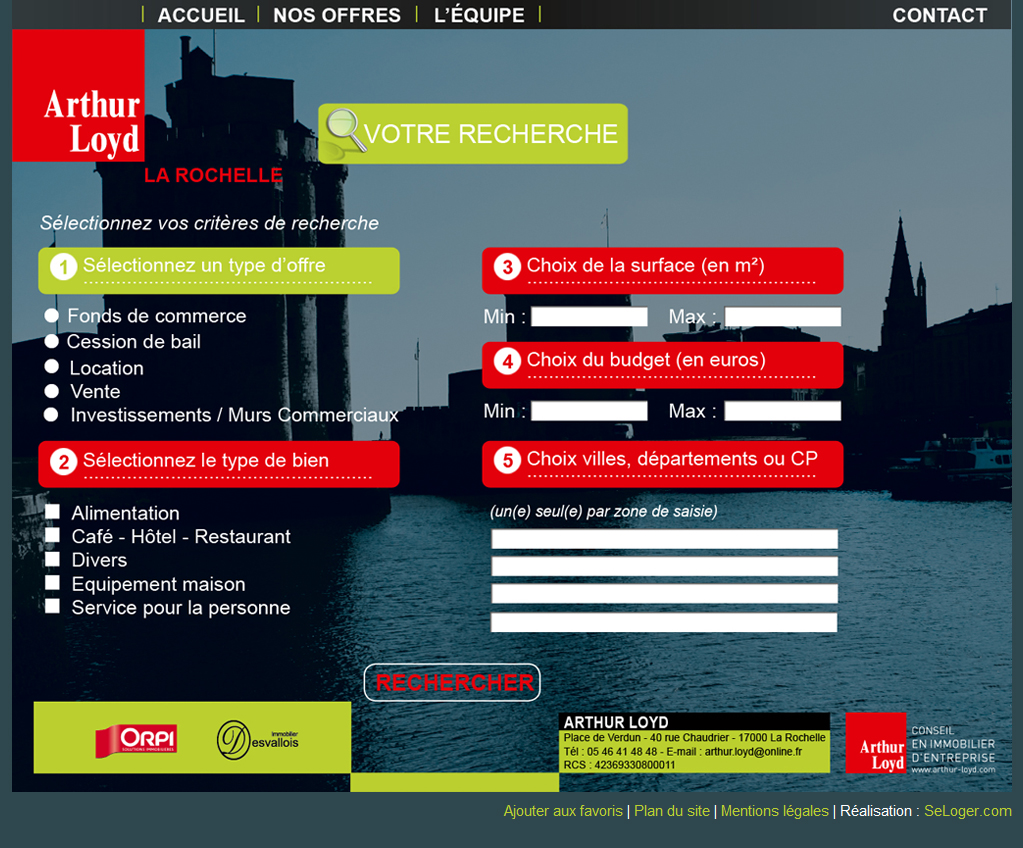 ACCUEIL | NOS OFFRES | L'ÉQUIPE | CONTACT
Arthur
Loyd
LA ROCHELLE
VOTRE RECHERCHE
Sélectionnez vos critères de recherche
1 Sélectionnez un type d'offre
Fonds de commerce
Cession de bail
Location
Vente
Investissements / Murs Commerciaux
2 Sélectionnez le type de bien
Alimentation
Café - Hôtel - Restaurant
Divers
Equipement maison
Service pour la personne
3 Choix de la surface (en m²)
Min : Max :
4 Choix du budget (en euros)
Min : Max :
5 Choix villes, départements ou CP
(un(e) seul(e) par zone de saisie)
RECHERCHER
ORPI
SOLUTIONS IMMOBILIERES
Immobilier
Desvallois
ARTHUR LOYD
Place de Verdun - 40 rue Chaudrier - 17000 La Rochelle
Tél : 05 46 41 48 48 - E-mail : arthur.loyd@online.fr
RCS : 42369330800011
Arthur
Loyd
CONSEIL
EN IMMOBILIER
D'ENTREPRISE
www.arthur-loyd.com
Ajouter aux favoris | Plan du site | Mentions légales | Réalisation : SeLoger.com